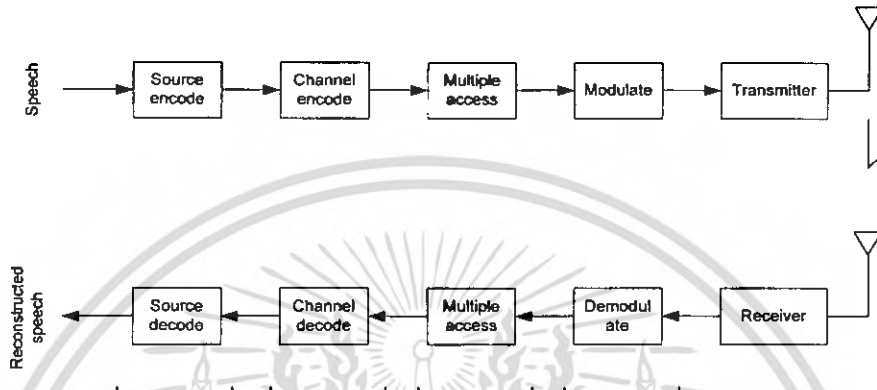 Speech
Source
encode
Channel
encode
Multiple
access
Modulate
Transmitter
Reconstructed
speech
Source
decode
Channel
decode
Multiple
access
Demodul
ate
Receiver